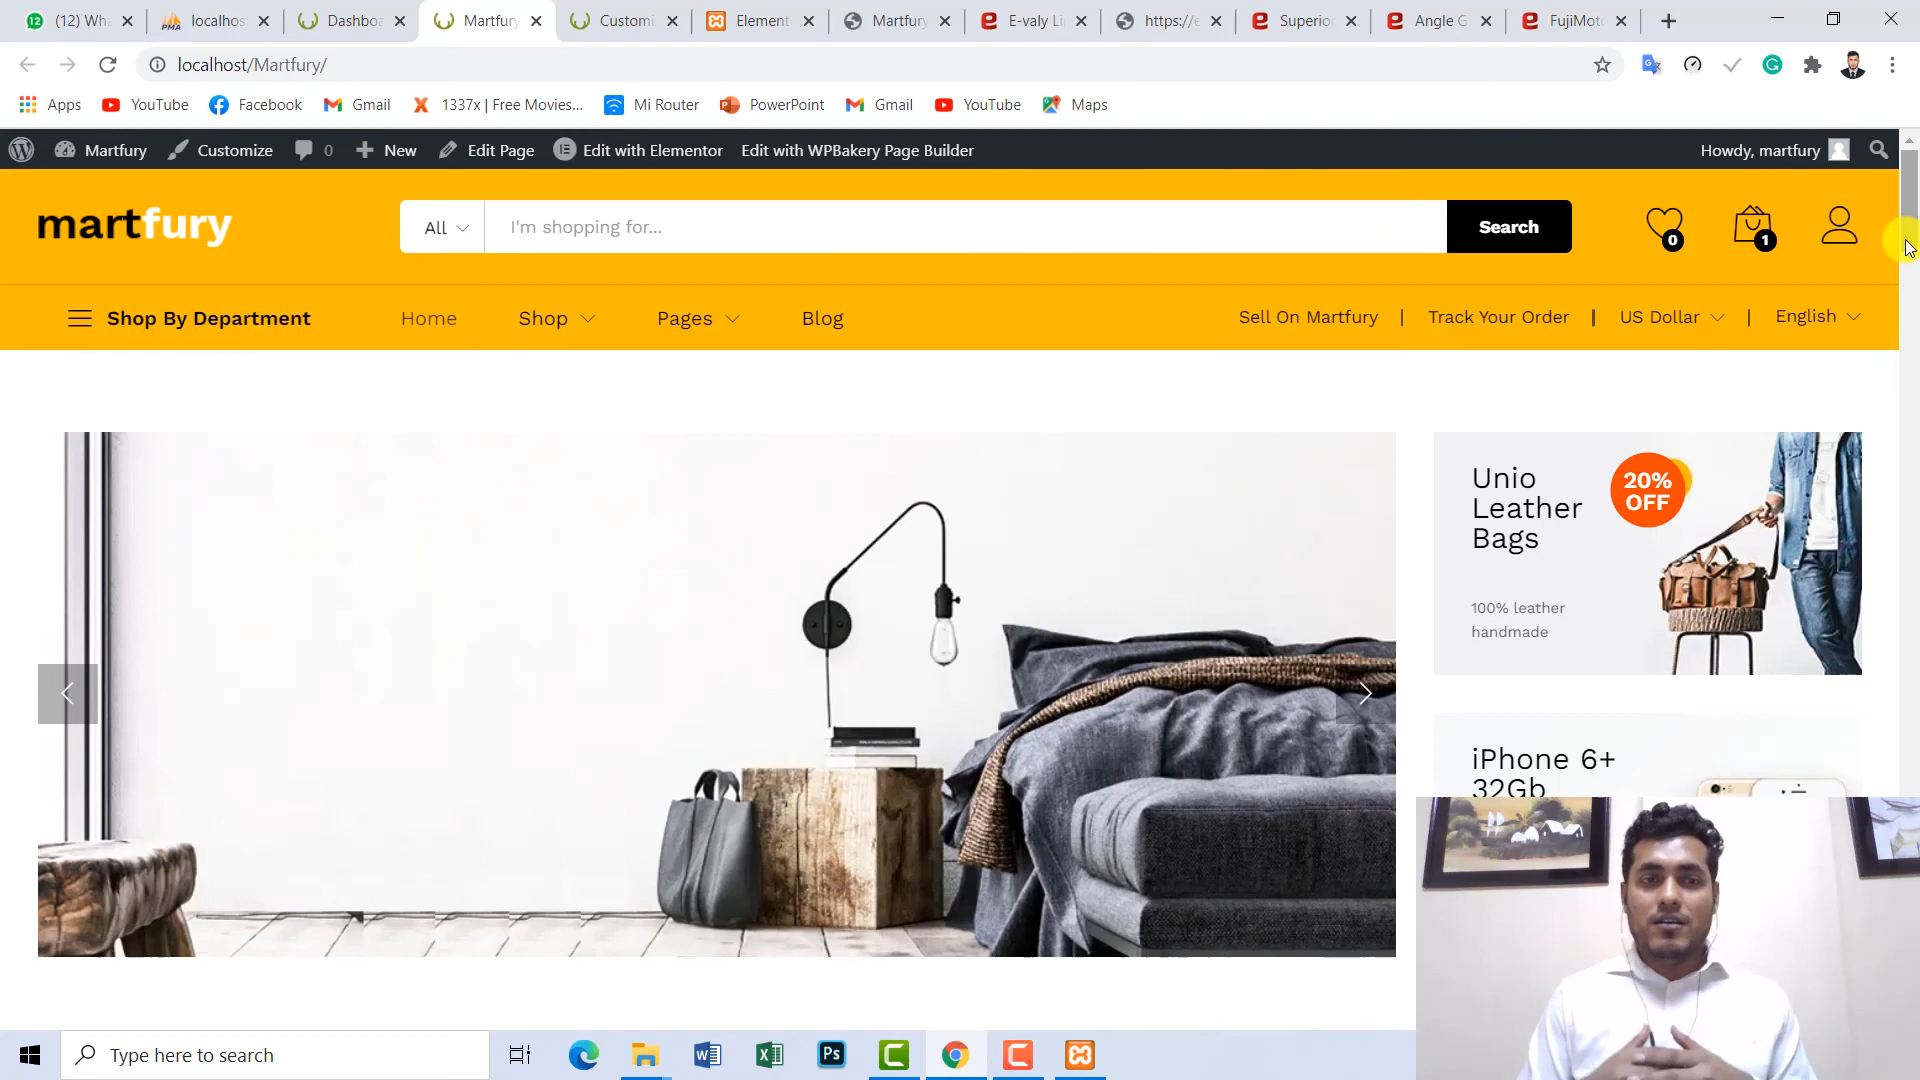 (12) Wha
localhos
Dashboa
Martfury
Customi
Element
Martfury
E-valy Li
https://e
Superior
Angle G
FujiMoto
localhost/Martfury/
Apps
YouTube
Facebook
Gmail
1337x | Free Movies...
Mi Router
PowerPoint
Gmail
YouTube
Maps
Martfury
Customize
0
New
Edit Page
Edit with Elementor
Edit with WPBakery Page Builder
Howdy, martfury
martfury
All
I'm shopping for...
Search
0
1
Shop By Department
Home
Shop
Pages
Blog
Sell On Martfury
|
Track Your Order
|
US Dollar
|
English
Unio
Leather
Bags
20%
OFF
100% leather
handmade
iPhone 6+
32Gb
Type here to search